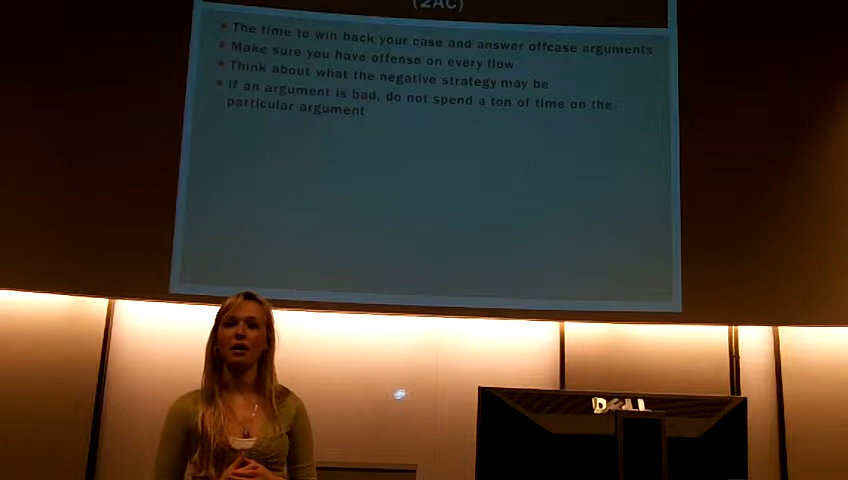 (2AC)
The time to win back your case and answer offcase arguments
Make sure you have offense on every flow
Think about what the negative strategy may be
If an argument is bad, do not spend a ton of time on the
particular argument
DELL